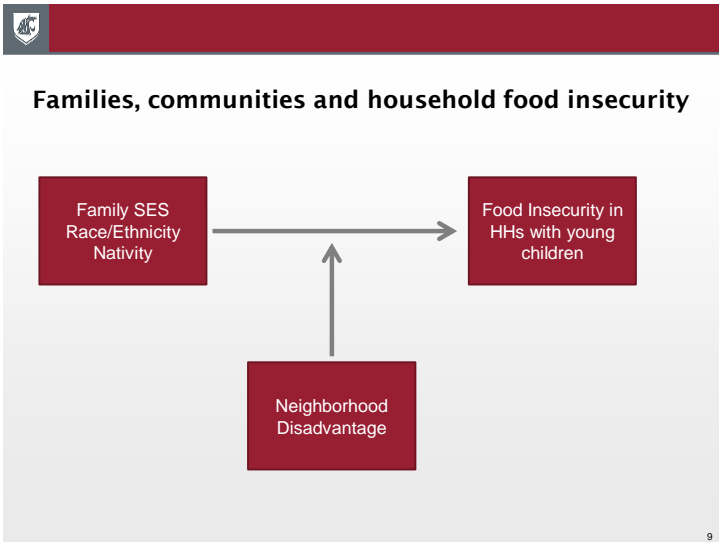 Families, communities and household food insecurity
Family SES
Race/Ethnicity
Nativity
Food Insecurity in
HHs with young
children
Neighborhood
Disadvantage
9